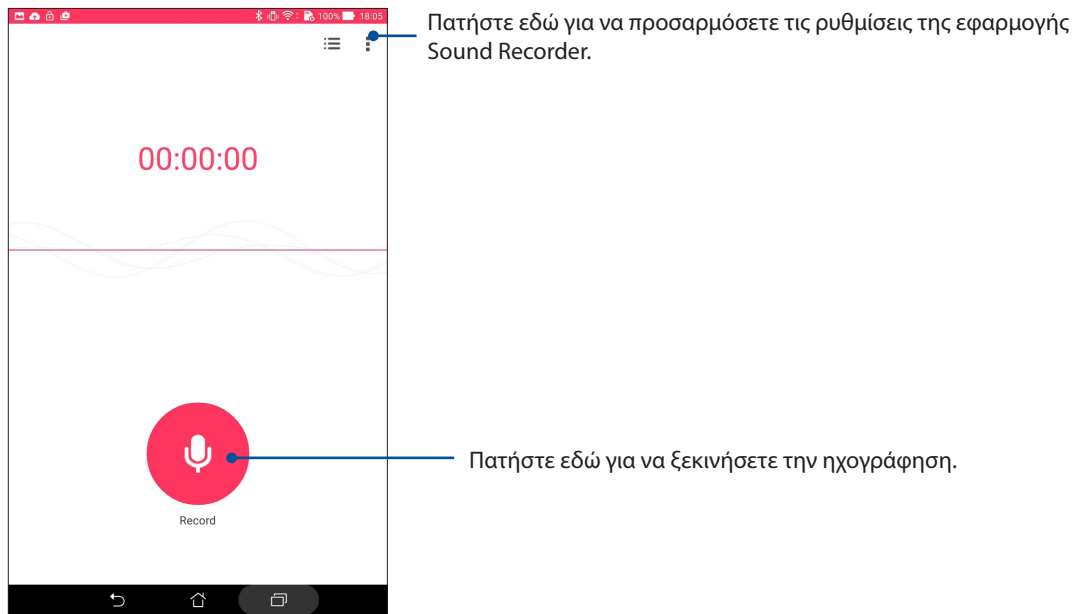 100% 18:05
Πατήστε εδώ για να προσαρμόσετε τις ρυθμίσεις της εφαρμογής
Sound Recorder.
00:00:00
Πατήστε εδώ για να ξεκινήσετε την ηχογράφηση.
Record